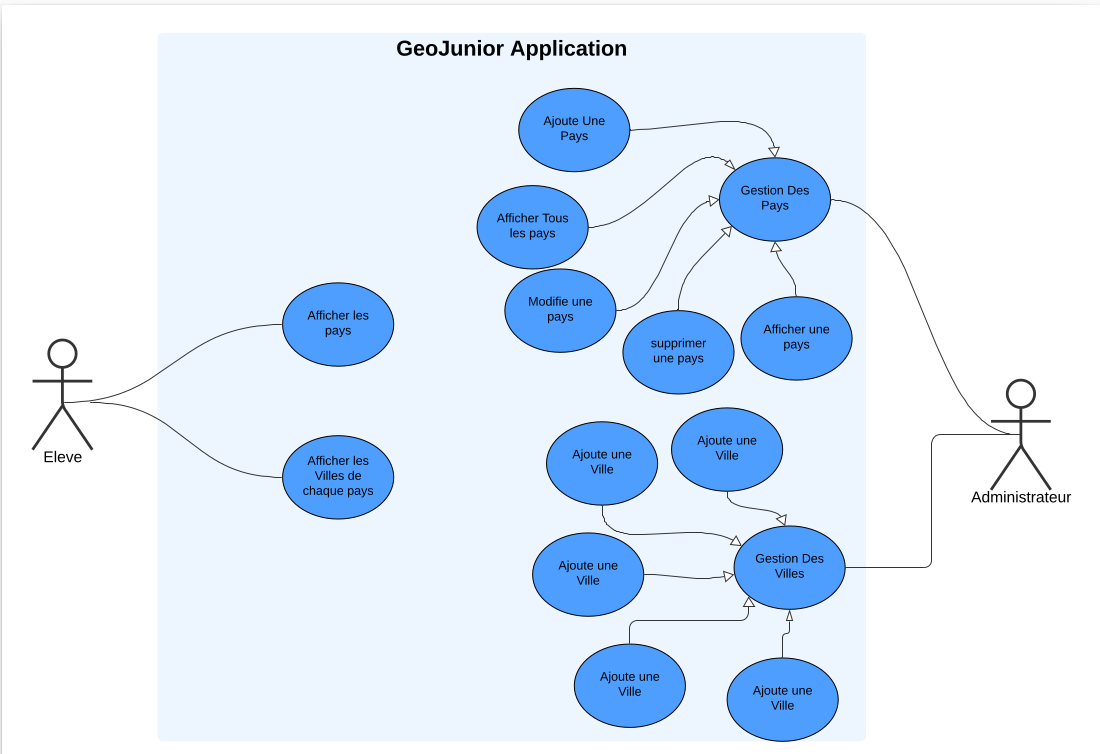 GeoJunior Application
Ajoute Une
Pays
Gestion Des
Pays
Afficher Tous
les pays
Modifie une
pays
supprimer
une pays
Afficher une
pays
Afficher les
pays
Eleve
Afficher les
Villes de
chaque pays
Ajoute une
Ville
Ajoute une
Ville
Administrateur
Ajoute une
Ville
Gestion Des
Villes
Ajoute une
Ville
Ajoute une
Ville